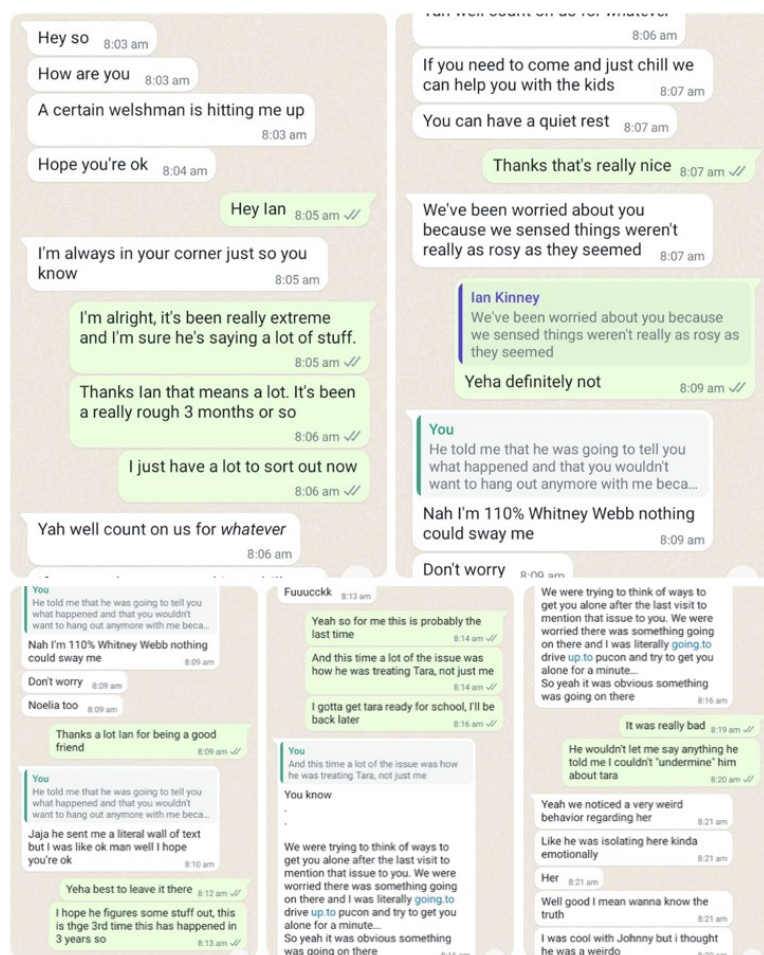 Hey so 8:03 am
How are you 8:03 am
A certain welshman is hitting me up
8:03 am
Hope you're ok 8:04 am
Hey Ian 8:05 am
I'm always in your corner just so you
know 8:05 am
I'm alright, it's been really extreme
and I'm sure he's saying a lot of stuff.
8:05 am
Thanks Ian that means a lot. It's been
a really rough 3 months or so
8:06 am
I just have a lot to sort out now
8:06 am
Yah well count on us for whatever
8:06 am
Yah well count on us for whatever
8:06 am
If you need to come and just chill we
can help you with the kids 8:07 am
You can have a quiet rest 8:07 am
Thanks that's really nice 8:07 am
We've been worried about you
because we sensed things weren't
really as rosy as they seemed 8:07 am
Ian Kinney
We've been worried about you because
we sensed things weren't really as rosy as
they seemed
Yeha definitely not 8:09 am
You
He told me that he was going to tell you
what happened and that you wouldn't
want to hang out anymore with me beca...
Nah I'm 110% Whitney Webb nothing
could sway me 8:09 am
Don't worry 8:09 am
You
He told me that he was going to tell you
what happened and that you wouldn't
want to hang out anymore with me beca...
Nah I'm 110% Whitney Webb nothing
could sway me 8:09 am
Don't worry 8:09 am
Noelia too 8:09 am
Thanks a lot Ian for being a good
friend 8:09 am
You
He told me that he was going to tell you
what happened and that you wouldn't
want to hang out anymore with me beca...
Jaja he sent me a literal wall of text
but I was like ok man well I hope
you're ok 8:10 am
Yeha best to leave it there 8:12 am
I hope he figures some stuff out, this
is thge 3rd time this has happened in
3 years so 8:13 am
Fuuucckk 8:13 am
Yeah so for me this is probably the
last time 8:14 am
And this time a lot of the issue was
how he was treating Tara, not just me
8:14 am
I gotta get tara ready for school, I'll be
back later 8:16 am
You
And this time a lot of the issue was how
he was treating Tara, not just me
You know
.
.
We were trying to think of ways to
get you alone after the last visit to
mention that issue to you. We were
worried there was something going
on there and I was literally going.to
drive up.to pucon and try to get you
alone for a minute...
So yeah it was obvious something
was going on there 8:16 am
We were trying to think of ways to
get you alone after the last visit to
mention that issue to you. We were
worried there was something going
on there and I was literally going.to
drive up.to pucon and try to get you
alone for a minute...
So yeah it was obvious something
was going on there
8:16 am
It was really bad 8:19 am
He wouldn't let me say anything he
told me I couldn't "undermine" him
about tara 8:20 am
Yeah we noticed a very weird
behavior regarding her 8:21 am
Like he was isolating here kinda
emotionally 8:21 am
Her 8:21 am
Well good I mean wanna know the
truth 8:21 am
I was cool with Johnny but i thought
he was a weirdo